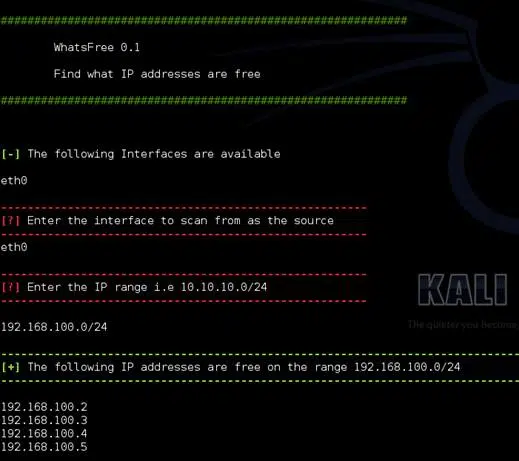 ##############################################################
WhatsFree 0.1
Find what IP addresses are free
##############################################################
[-] The following Interfaces are available
eth0
--------------------------------------------------------
[?] Enter the interface to scan from as the source
--------------------------------------------------------
eth0
--------------------------------------------------------
[?] Enter the IP range i.e 10.10.10.0/24
--------------------------------------------------------
KALI
The quieter you become
192.168.100.0/24
-------------------------------------------------------------------------------
[+] The following IP addresses are free on the range 192.168.100.0/24
-------------------------------------------------------------------------------
192.168.100.2
192.168.100.3
192.168.100.4
192.168.100.5